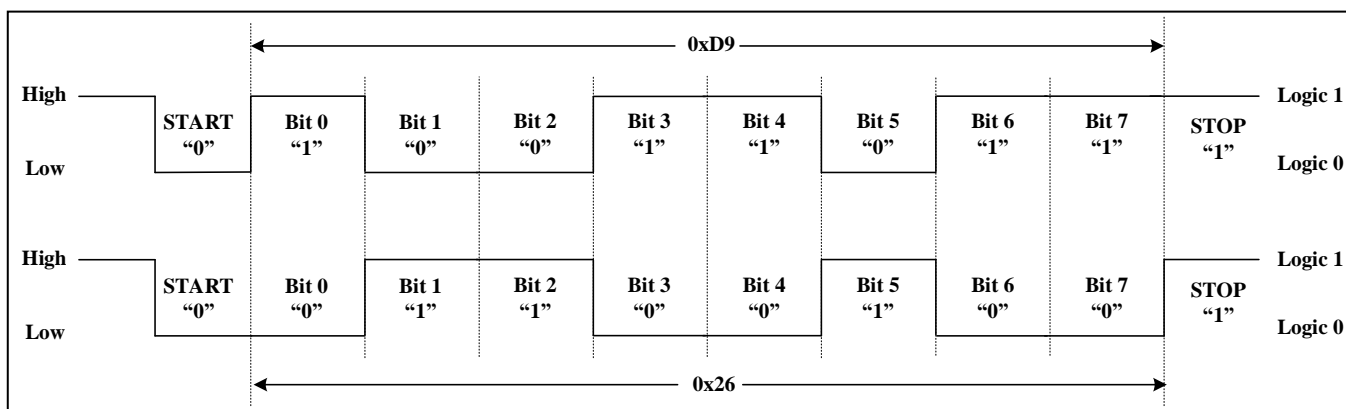 0xD9
High Logic 1
START Bit 0 Bit 1 Bit 2 Bit 3 Bit 4 Bit 5 Bit 6 Bit 7 STOP
“0” “1” “0” “0” “1” “1” “0” “1” “1” “1”
Low Logic 0
High Logic 1
START Bit 0 Bit 1 Bit 2 Bit 3 Bit 4 Bit 5 Bit 6 Bit 7 STOP
“0” “0” “1” “1” “0” “0” “1” “0” “0” “1”
Low Logic 0
0x26